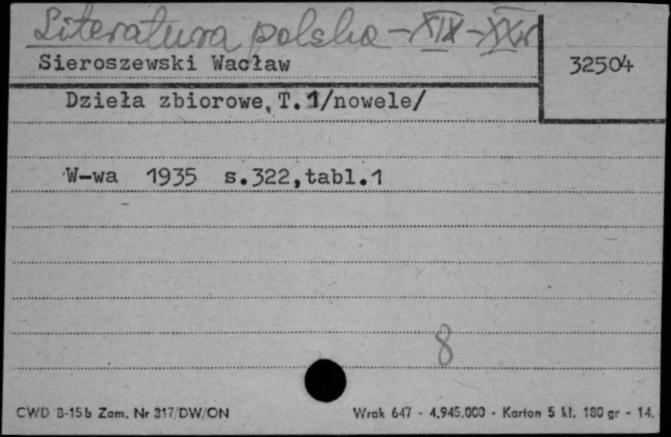 Literatura polska - XIX - XXw
Sieroszewski Wacław
32504
Dzieła zbiorowe, T.1/nowele/
W-wa 1935 s.322,tabl.1
8
CWD B-15b Zam. Nr 317/DW/ON
Wrak 647 - 4.945.000 - Karton 5 kl. 180 gr - 14.